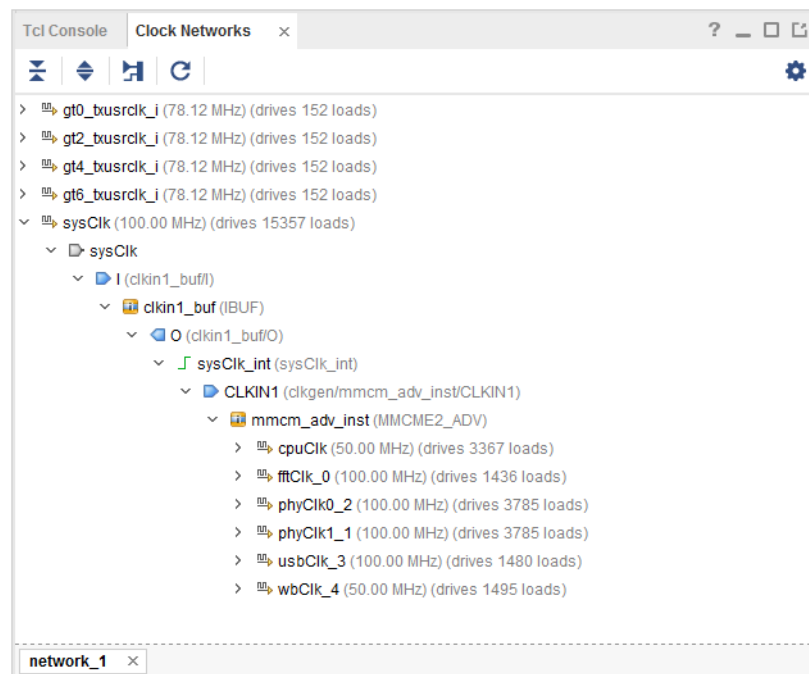 Tcl Console Clock Networks × ?
gt0_txusrclk_i (78.12 MHz) (drives 152 loads)
gt2_txusrclk_i (78.12 MHz) (drives 152 loads)
gt4_txusrclk_i (78.12 MHz) (drives 152 loads)
gt6_txusrclk_i (78.12 MHz) (drives 152 loads)
sysClk (100.00 MHz) (drives 15357 loads)
sysClk
I (clkin1_buf/I)
clkin1_buf (IBUF)
O (clkin1_buf/O)
sysClk_int (sysClk_int)
CLKIN1 (clkgen/mmcm_adv_inst/CLKIN1)
mmcm_adv_inst (MMCME2_ADV)
cpuClk (50.00 MHz) (drives 3367 loads)
fftClk_0 (100.00 MHz) (drives 1436 loads)
phyClk0_2 (100.00 MHz) (drives 3785 loads)
phyClk1_1 (100.00 MHz) (drives 3785 loads)
usbClk_3 (100.00 MHz) (drives 1480 loads)
wbClk_4 (50.00 MHz) (drives 1495 loads)
network_1 ×